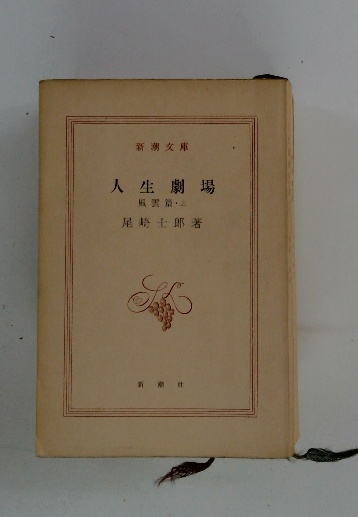 新潮文庫
人生劇場
風雲篇・上
尾崎士郎著
新潮社